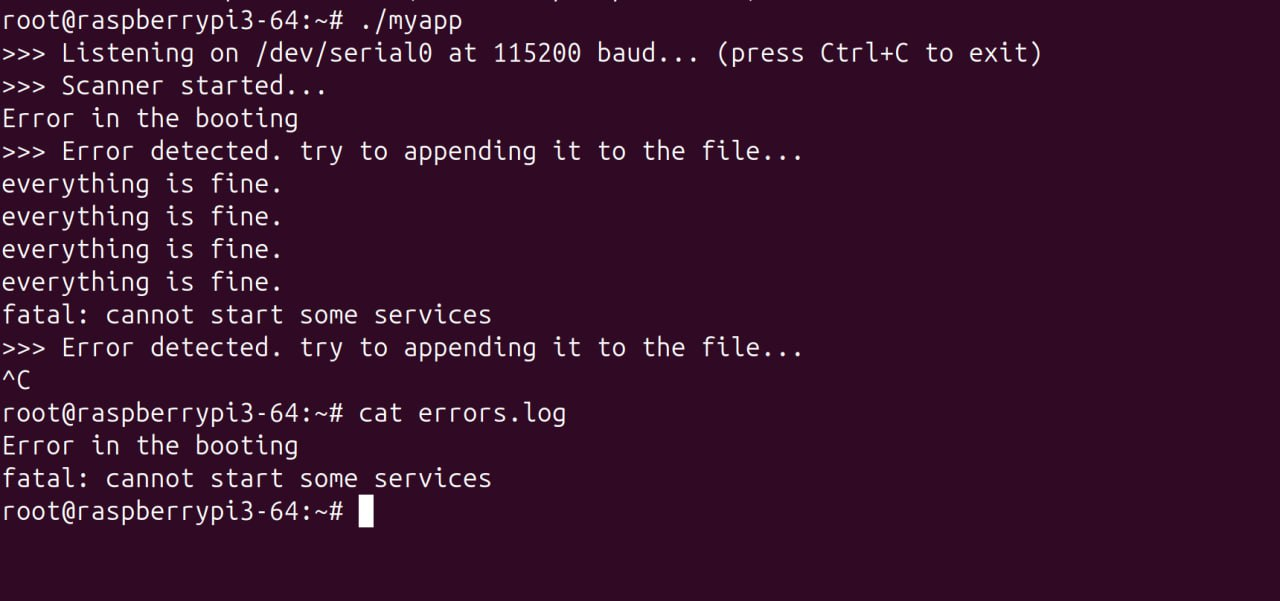 root@raspberrypi3-64:~# ./myapp
>>> Listening on /dev/serial0 at 115200 baud... (press Ctrl+C to exit)
>>> Scanner started...
Error in the booting
>>> Error detected. try to appending it to the file...
everything is fine.
everything is fine.
everything is fine.
everything is fine.
fatal: cannot start some services
>>> Error detected. try to appending it to the file...
^C
root@raspberrypi3-64:~# cat errors.log
Error in the booting
fatal: cannot start some services
root@raspberrypi3-64:~#